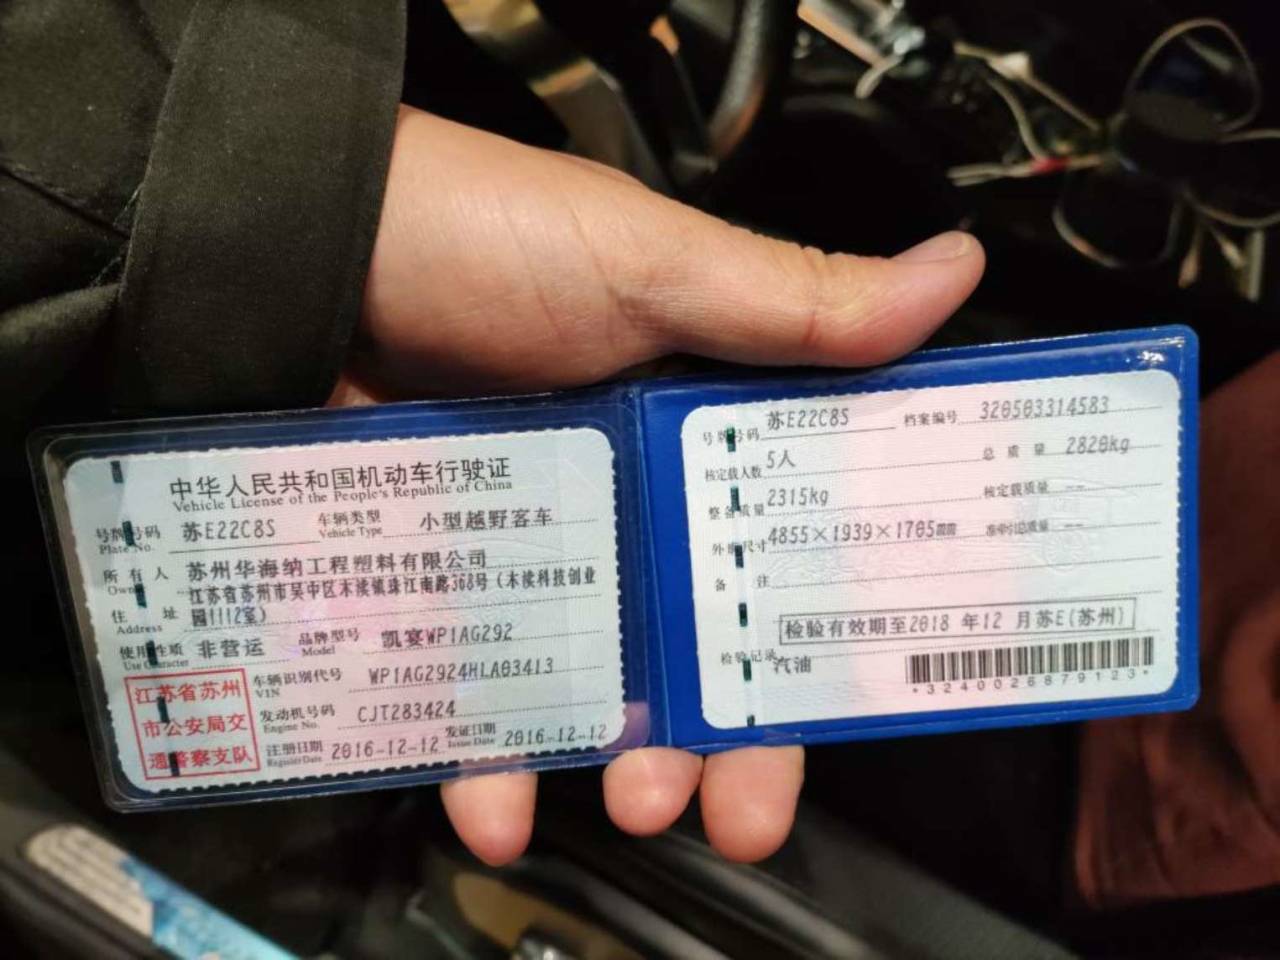 中华人民共和国机动车行驶证
Vehicle License of the People's Republic of China
号牌号码 苏E22C8S 车辆类型 小型越野客车
Plate No. Vehicle Type
所有人 苏州华海纳工程塑料有限公司
Owner
江苏省苏州市吴中区木渎镇珠江南路368号(木渎科技创业
住址 园1112室)
Address
使用性质 非营运 品牌型号 凯宴WP1AG292
Use Character Model
江苏省苏州
市公安局交
通警察支队
车辆识别代号 WP1AG2924HLA03413
VIN
发动机号码 CJT283424
Engine No.
注册日期 2016-12-12 发证日期 2016-12-12
Register Date Issue Date
号牌号码 苏E22C8S 档案编号 320503314583
核定载人数 5人 总质量 2820kg
整备质量 2315kg 核定载质量 --
外廓尺寸 4855×1939×1705 准牵引总质量 --
备注
检验有效期至2018 年12 月苏E(苏州)
检验记录 汽油
*3240026879123*